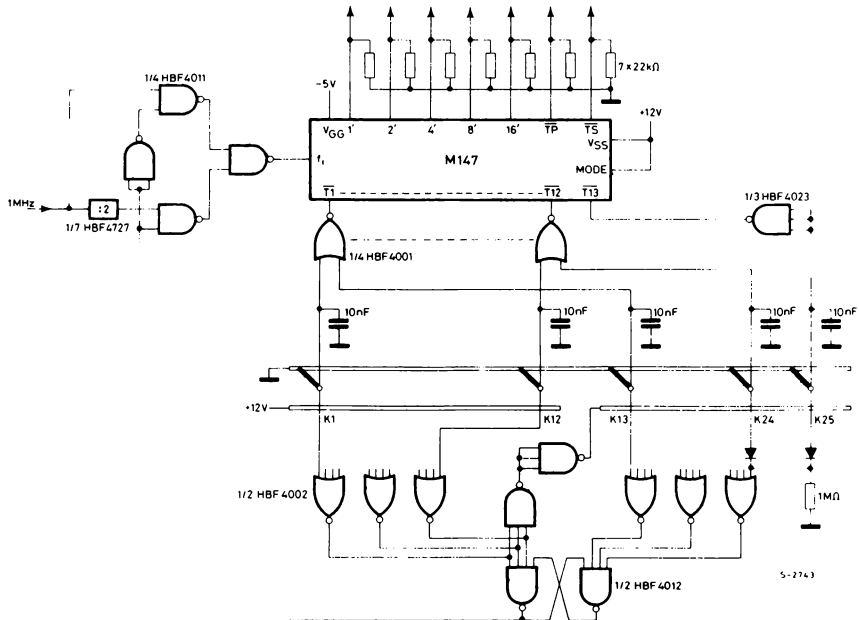 1/4 HBF4011
-5V
7x22kΩ
+12V
VGG 1' 2' 4' 8' 16' TP TS
VSS
M147
f1
MODE
T1 T12 T13
1MHz
:2
1/7 HBF4727
1/3 HBF4023
1/4 HBF4001
10nF 10nF 10nF 10nF 10nF
+12V
K1 K12 K13 K24 K25
1/2 HBF4002
1MΩ
1/2 HBF4012
S-2743